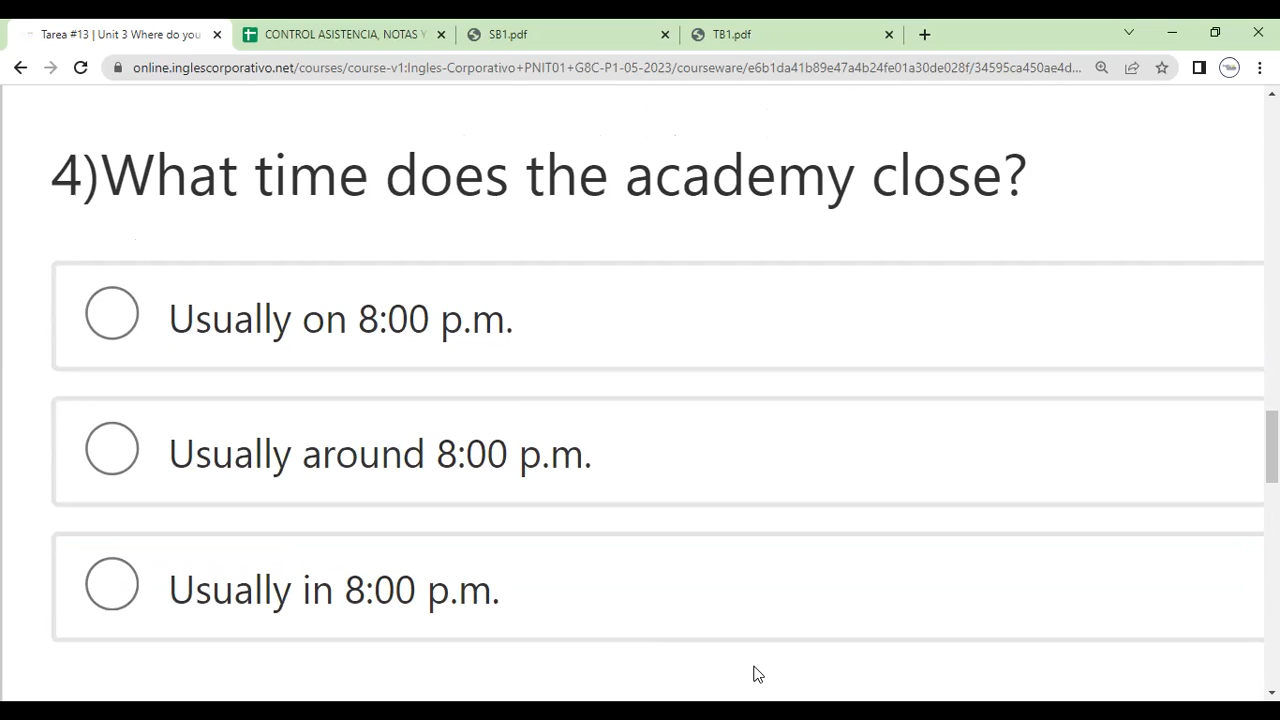 Tarea #13 | Unit 3 Where do you
CONTROL ASISTENCIA, NOTAS Y
SB1.pdf
TB1.pdf
online.inglescorporativo.net/courses/course-v1:Ingles-Corporativo+PNIT01+G8C-P1-05-2023/courseware/e6b1da41b89e47a4b24fe01a30de028f/34595ca450ae4d...
4)What time does the academy close?
Usually on 8:00 p.m.
Usually around 8:00 p.m.
Usually in 8:00 p.m.